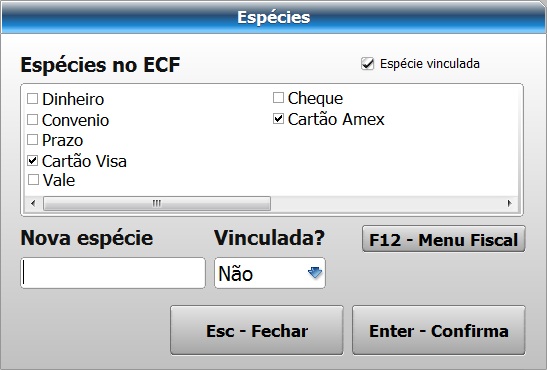 Espécies
Espécies no ECF
Espécie vinculada
Dinheiro
Cheque
Convenio
Cartão Amex
Prazo
Cartão Visa
Vale
Nova espécie
Vinculada?
F12 - Menu Fiscal
Não
Esc - Fechar
Enter - Confirma